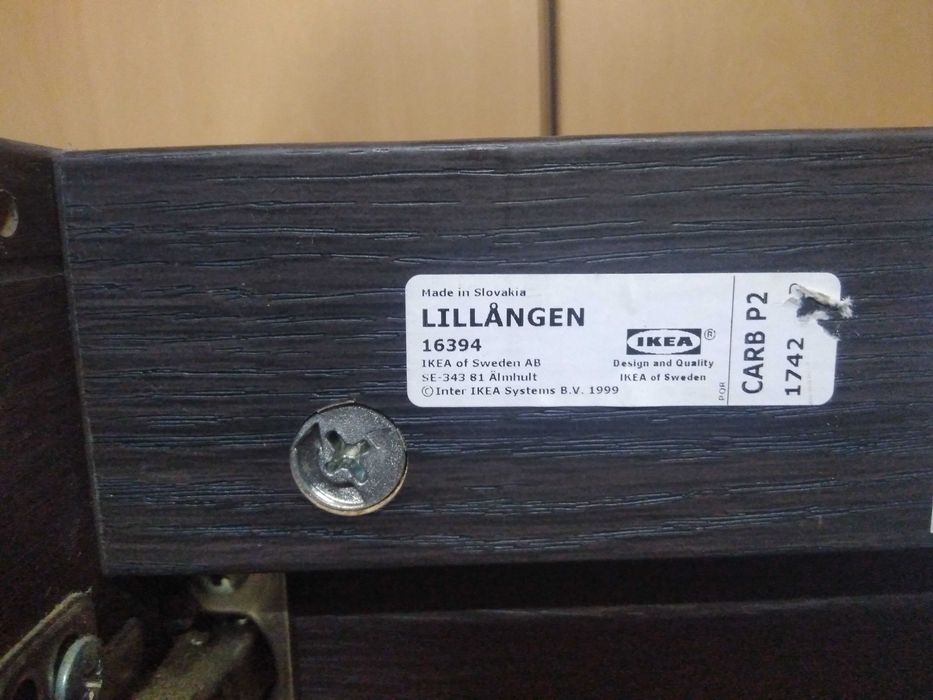 Made in Slovakia
LILLÅNGEN
16394
IKEA of Sweden AB
SE-343 81 Älmhult
©Inter IKEA Systems B.V. 1999
IKEA®
Design and Quality
IKEA of Sweden
PQR
CARB P2
1742